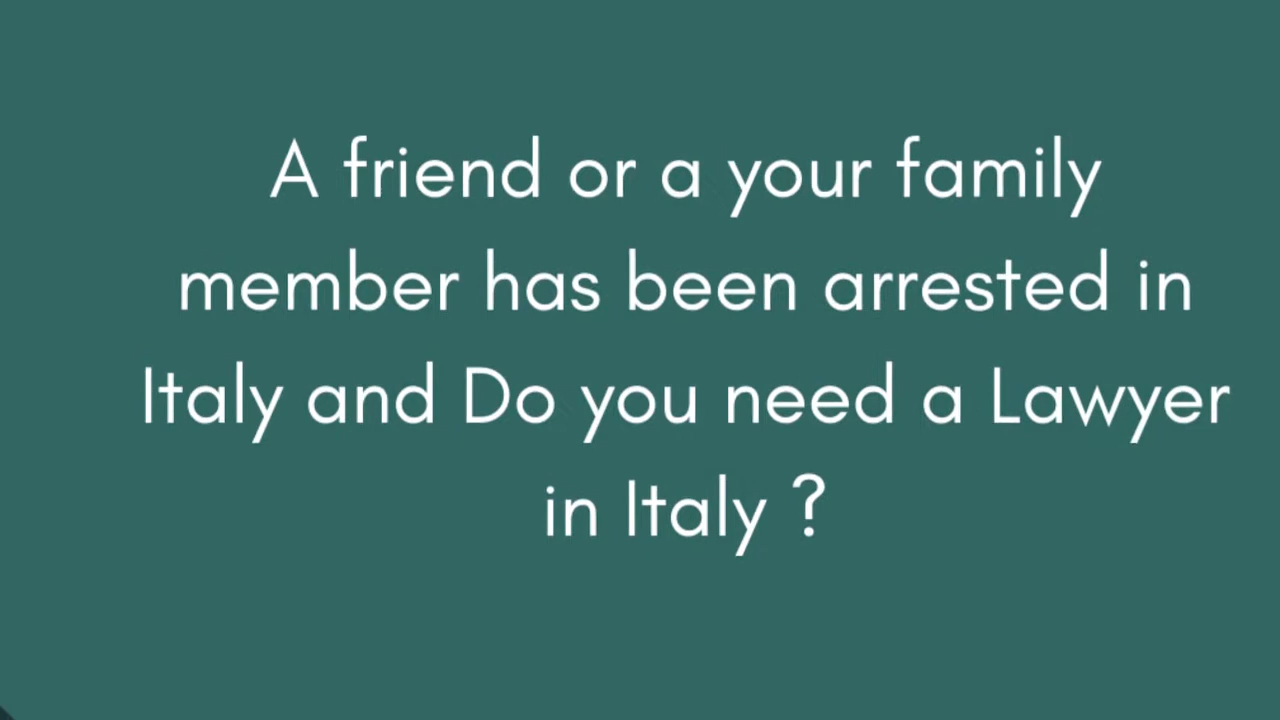 A friend or a your family
member has been arrested in
Italy and Do you need a Lawyer
in Italy ?